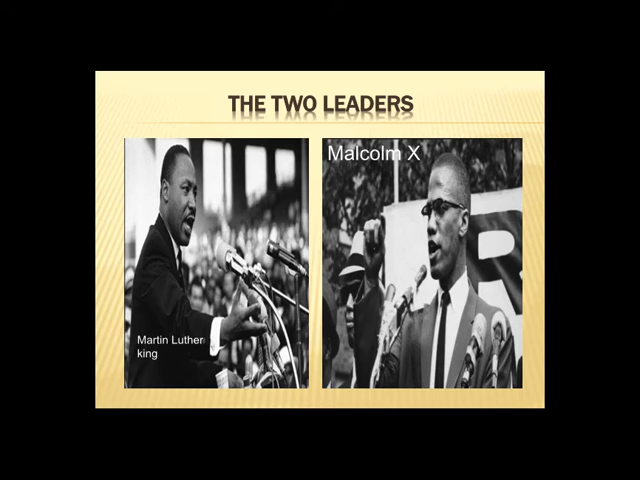 THE TWO LEADERS
Martin Luther
king
Malcolm X
R